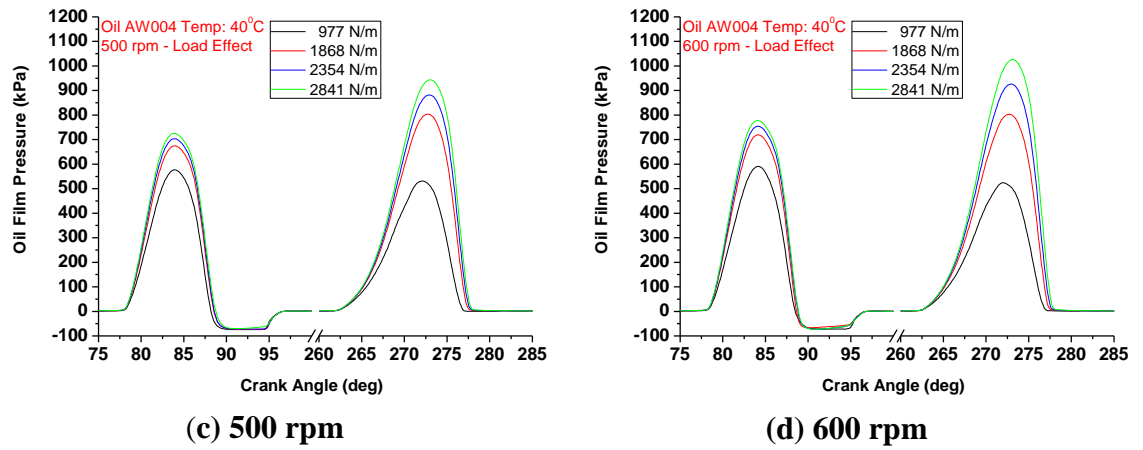 Oil AW004 Temp: 40⁰C
500 rpm - Load Effect
977 N/m
1868 N/m
2354 N/m
2841 N/m
Oil Film Pressure (kPa)
1200
1100
1000
900
800
700
600
500
400
300
200
100
0
-100
75 80 85 90 95 260 265 270 275 280 285
Crank Angle (deg)
(c) 500 rpm
Oil AW004 Temp: 40⁰C
600 rpm - Load Effect
977 N/m
1868 N/m
2354 N/m
2841 N/m
Oil Film Pressure (kPa)
1200
1100
1000
900
800
700
600
500
400
300
200
100
0
-100
75 80 85 90 95 260 265 270 275 280 285
Crank Angle (deg)
(d) 600 rpm